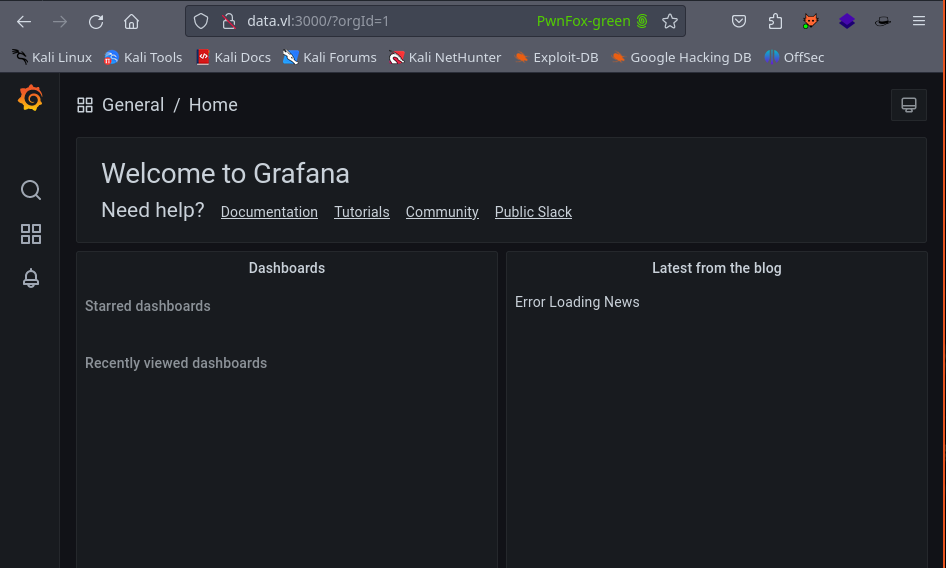 data.vl:3000/?orgId=1 PwnFox-green
Kali Linux Kali Tools Kali Docs Kali Forums Kali NetHunter Exploit-DB Google Hacking DB OffSec
General / Home
Welcome to Grafana
Need help? Documentation Tutorials Community Public Slack
Dashboards
Starred dashboards
Recently viewed dashboards
Latest from the blog
Error Loading News